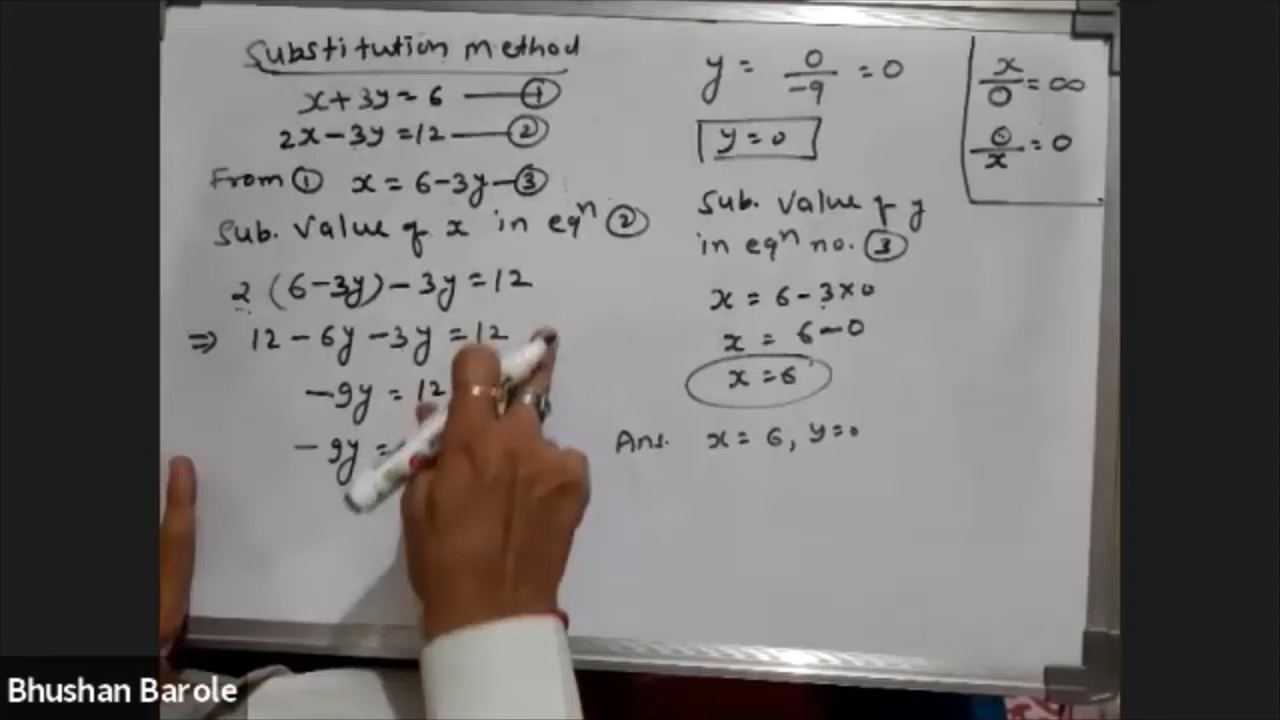 Substitution method
x + 3y = 6 —— ①
2x - 3y = 12 —— ②
From ① x = 6 - 3y - ③
Sub. value of x in eqⁿ ②
2 (6 - 3y) - 3y = 12
⇒ 12 - 6y - 3y = 12
-9y = 12
-9y =
y = 0/-9 = 0
y = 0
Sub. value of y
in eqⁿ no. ③
x = 6 - 3 × 0
x = 6 - 0
x = 6
Ans. x = 6, y = 0
x/0 = ∞
0/x = 0
Bhushan Barole